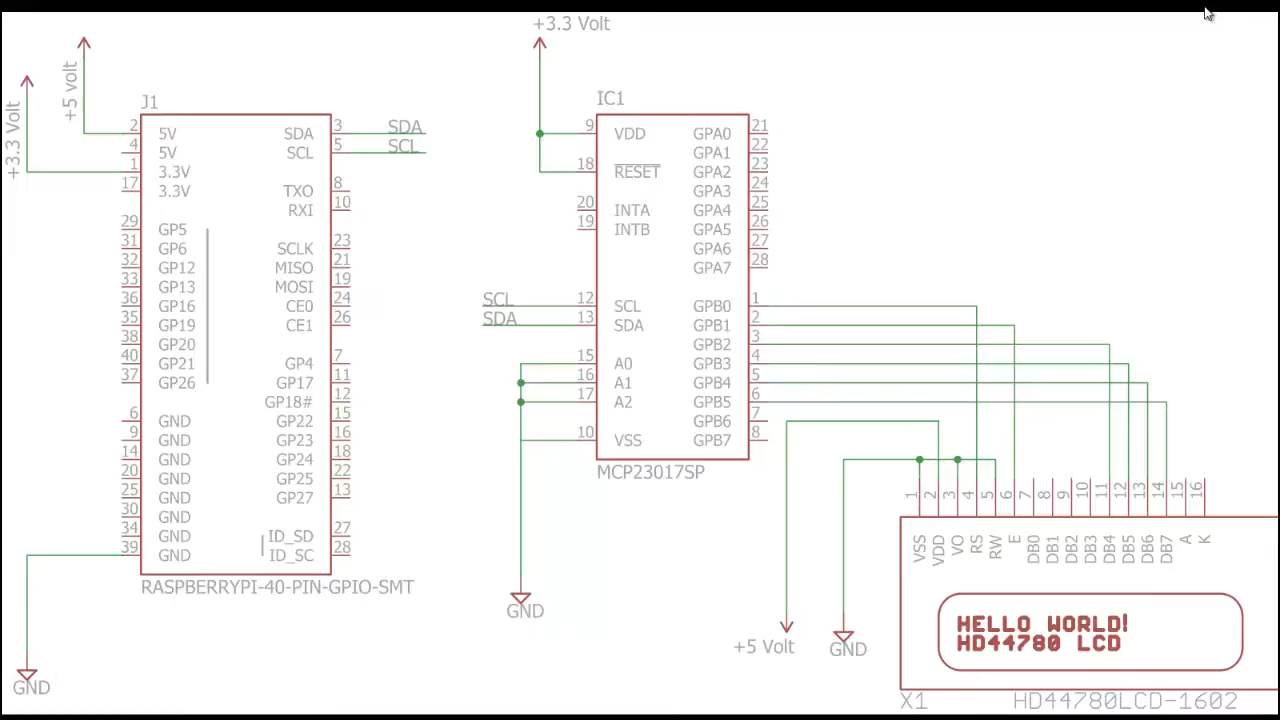 +3.3 Volt
+5 volt
J1
2 5V SDA 3 SDA
4 5V SCL 5 SCL
1 3.3V
17 3.3V TXO 8
RXI 10
29 GP5
31 GP6 SCLK 23
32 GP12 MISO 21
33 GP13 MOSI 19
36 GP16 CE0 24
35 GP19 CE1 26
38 GP20
40 GP21 GP4 7
37 GP26 GP17 11
GP18# 12
6 GND GP22 15
9 GND GP23 16
14 GND GP24 18
20 GND GP25 22
25 GND GP27 13
30 GND
34 GND ID_SD 27
39 GND ID_SC 28
RASPBERRYPI-40-PIN-GPIO-SMT
GND
+3.3 Volt
IC1
9 VDD GPA0 21
GPA1 22
18 RESET GPA2 23
GPA3 24
20 INTA GPA4 25
19 INTB GPA5 26
GPA6 27
GPA7 28
SCL 12 SCL GPB0 1
SDA 13 SDA GPB1 2
GPB2 3
15 A0 GPB3 4
16 A1 GPB4 5
17 A2 GPB5 6
GPB6 7
10 VSS GPB7 8
MCP23017SP
GND
+5 Volt
GND
1 2 3 4 5 6 7 8 9 10 11 12 13 14 15 16
VSS VDD VO RS RW E DB0 DB1 DB2 DB3 DB4 DB5 DB6 DB7 A K
HELLO WORLD!
HD44780 LCD
X1 HD44780LCD-1602